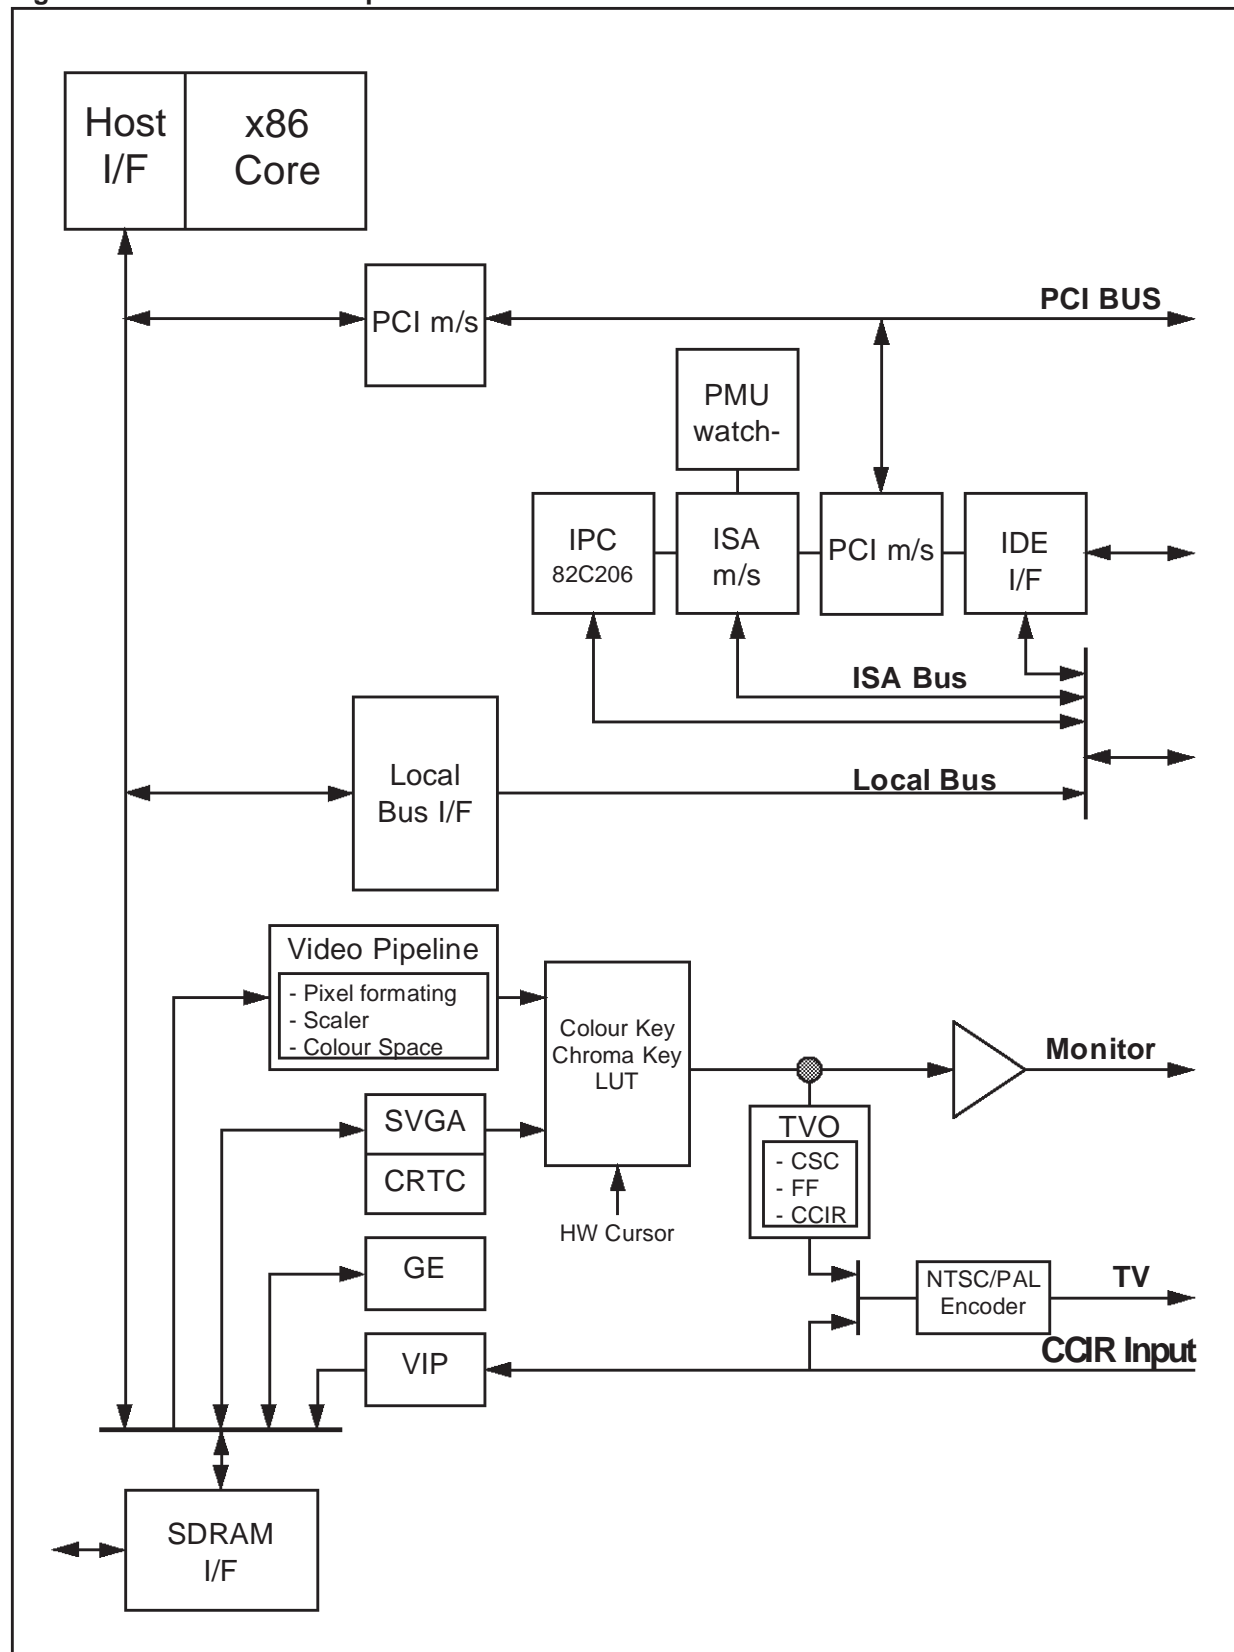 Host
I/F
x86
Core
PCI m/s
PCI BUS
PMU
watch-
IPC
82C206
ISA
m/s
PCI m/s
IDE
I/F
ISA Bus
Local
Bus I/F
Local Bus
Video Pipeline
- Pixel formating
- Scaler
- Colour Space
Colour Key
Chroma Key
LUT
Monitor
SVGA
CRTC
TVO
- CSC
- FF
- CCIR
HW Cursor
GE
NTSC/PAL
Encoder
TV
VIP
CCIR Input
SDRAM
I/F